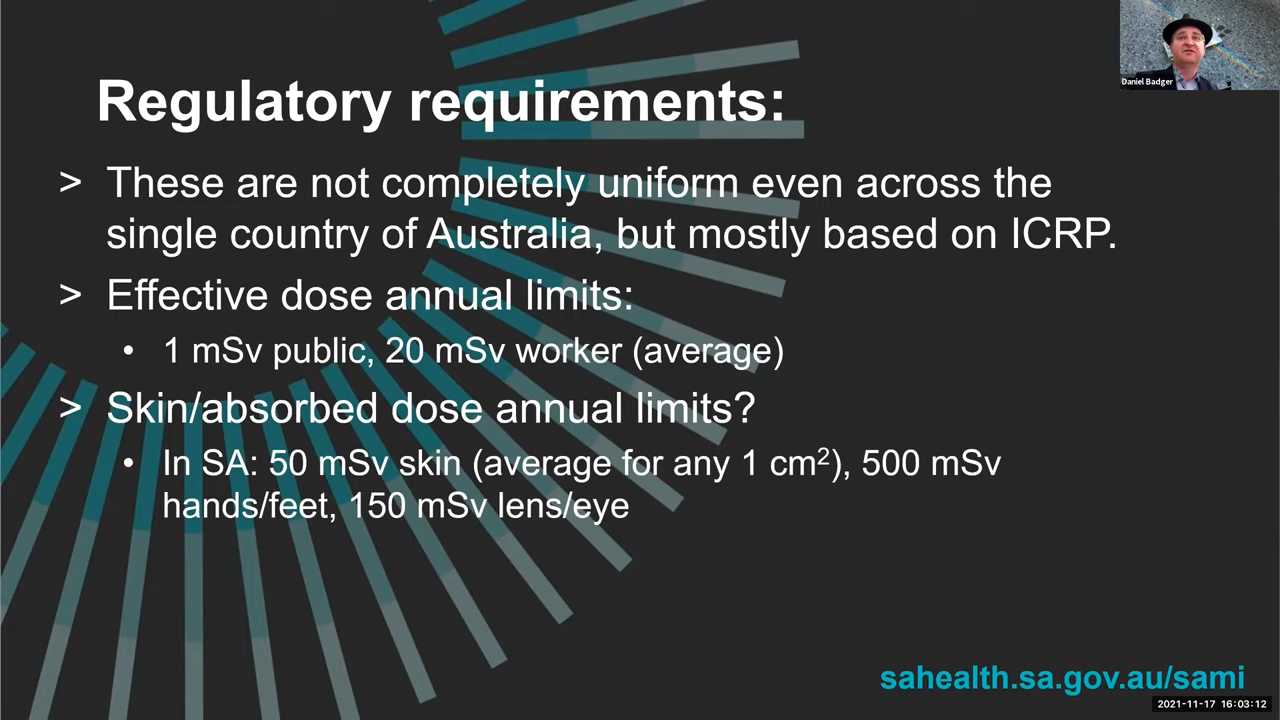 Daniel Badger
Regulatory requirements:
> These are not completely uniform even across the
single country of Australia, but mostly based on ICRP.
> Effective dose annual limits:
• 1 mSv public, 20 mSv worker (average)
> Skin/absorbed dose annual limits?
• In SA: 50 mSv skin (average for any 1 cm²), 500 mSv
hands/feet, 150 mSv lens/eye
sahealth.sa.gov.au/sami
2021-11-17 16:03:12